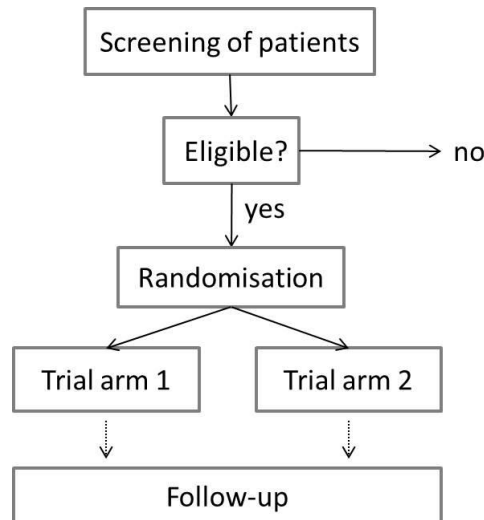 Screening of patients
Eligible?
no
yes
Randomisation
Trial arm 1
Trial arm 2
Follow-up